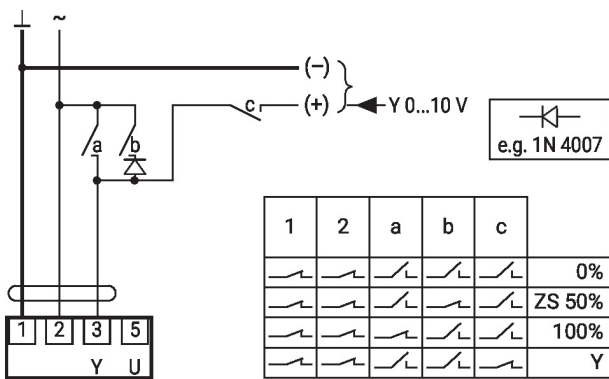 ⊥ ~
(–)
(+)
Y 0...10 V
c
a b
e.g. 1N 4007
1 2 a b c
0%
ZS 50%
100%
Y
1 2 3 5
Y U